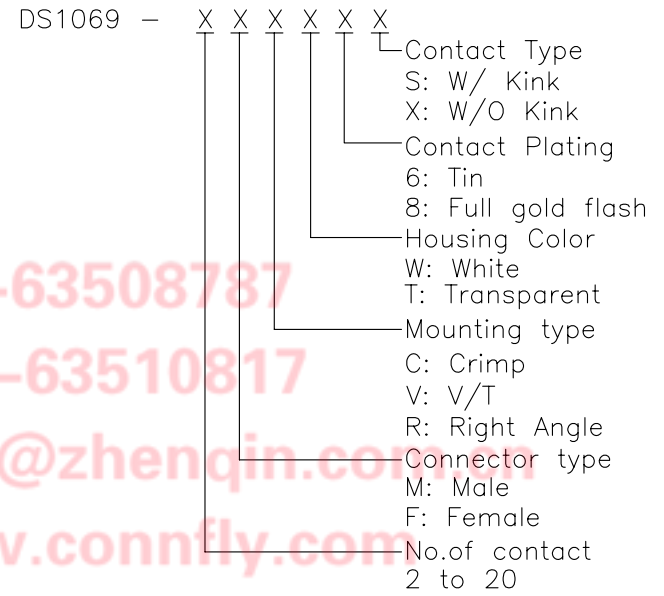 DS1069 - X X X X X X
Contact Type
S: W/ Kink
X: W/O Kink
Contact Plating
6: Tin
8: Full gold flash
Housing Color
W: White
T: Transparent
-63508787
Mounting type
-63510817
C: Crimp
V: V/T
R: Right Angle
@zhenqin.com.cn
Connector type
M: Male
F: Female
v.connfly.com
No.of contact
2 to 20